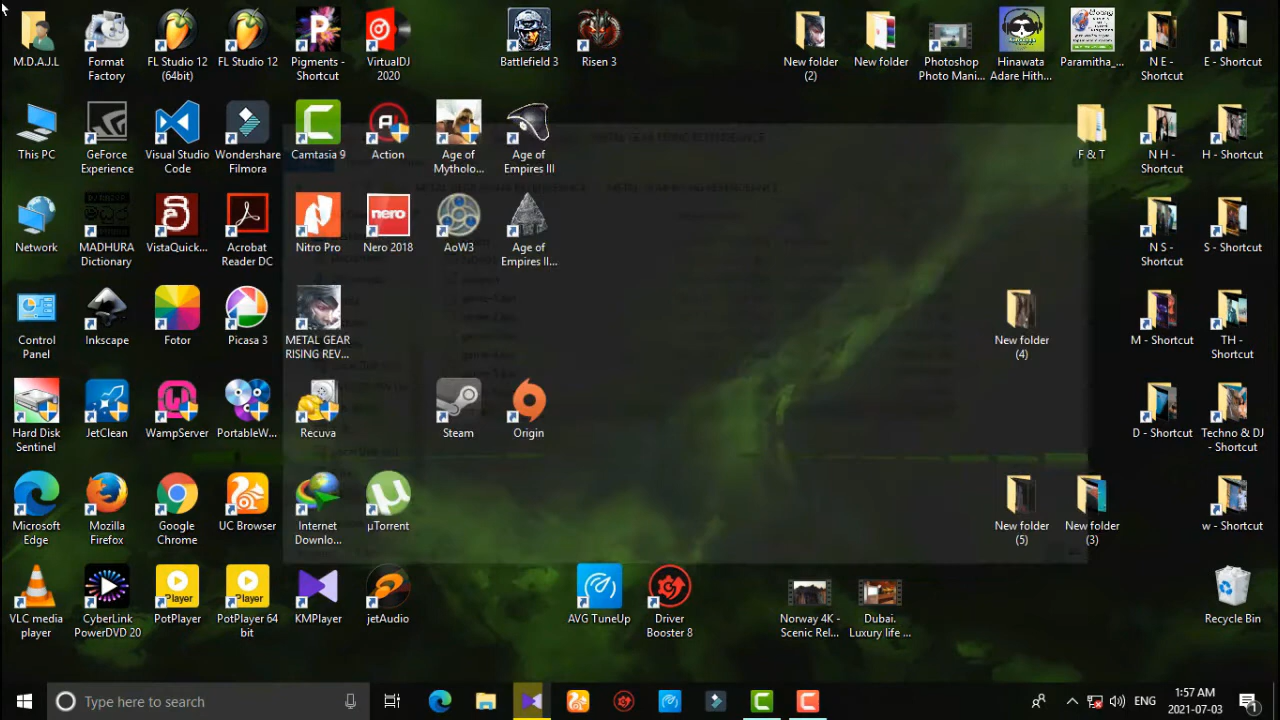 M.D.A.J.L
Format
Factory
FL Studio 12
(64bit)
FL Studio 12
Pigments -
Shortcut
VirtualDJ
2020
Battlefield 3
Risen 3
New folder
(2)
New folder
Photoshop
Photo Mani...
Hinawata
Adare Hith...
Paramitha_...
N E -
Shortcut
E - Shortcut
This PC
GeForce
Experience
Visual Studio
Code
Wondershare
Filmora
Camtasia 9
Action
Age of
Mytholo...
Age of
Empires III
F & T
N H -
Shortcut
H - Shortcut
Network
MADHURA
Dictionary
VistaQuick...
Acrobat
Reader DC
Nitro Pro
nero
Nero 2018
AoW3
Age of
Empires II...
N S -
Shortcut
S - Shortcut
Control
Panel
Inkscape
Fotor
Picasa 3
METAL GEAR
RISING REV...
New folder
(4)
M - Shortcut
TH -
Shortcut
Hard Disk
Sentinel
JetClean
WampServer
PortableW...
Recuva
Steam
Origin
D - Shortcut
Techno & DJ
- Shortcut
Microsoft
Edge
Mozilla
Firefox
Google
Chrome
UC Browser
Internet
Downlo...
µTorrent
New folder
(5)
New folder
(3)
w - Shortcut
VLC media
player
CyberLink
PowerDVD 20
Player
PotPlayer
Player
PotPlayer 64
bit
KMPlayer
jetAudio
AVG TuneUp
Driver
Booster 8
Norway 4K -
Scenic Rel...
Dubai.
Luxury life ...
Recycle Bin
Type here to search
ENG
1:57 AM
2021-07-03
1